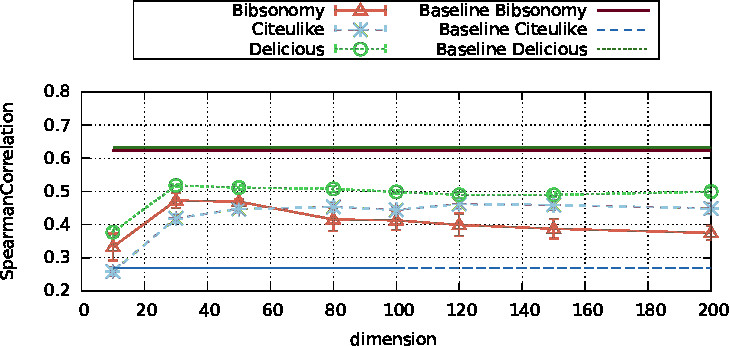 Bibsonomy Baseline Bibsonomy
Citeulike Baseline Citeulike
Delicious Baseline Delicious
0.8
0.7
0.6
0.5
0.4
0.3
0.2
SpearmanCorrelation
0 20 40 60 80 100 120 140 160 180 200
dimension